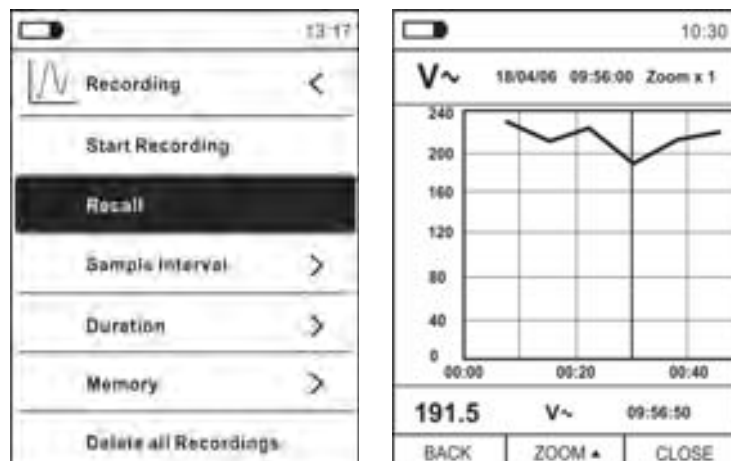 13:17
Recording <
Start Recording
Recall
Sample Interval >
Duration >
Memory >
Delete all Recordings
10:30
V~ 18/04/06 09:56:00 Zoom x 1
240
200
160
120
80
40
0
00:00 00:20 00:40
191.5 V~ 09:56:50
BACK ZOOM ▲ CLOSE